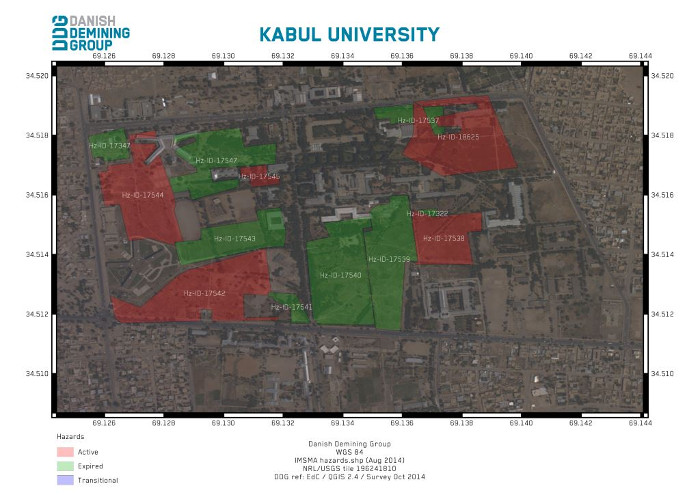 DDG DANISH
DEMINING
GROUP
KABUL UNIVERSITY
69.126 69.128 69.130 69.132 69.134 69.136 69.138 69.140 69.142 69.144
34.520 34.520
Hz-ID-17537
34.518 Hz-ID-18625 34.518
Hz-ID-17347
Hz-ID-17547
Hz-ID-17545
34.516 Hz-ID-17544 34.516
Hz-ID-17322
Hz-ID-17543 Hz-ID-17538
34.514 34.514
Hz-ID-17539
Hz-ID-17540
Hz-ID-17542
34.512 Hz-ID-17541 34.512
34.510 34.510
69.126 69.128 69.130 69.132 69.134 69.136 69.138 69.140 69.142 69.144
Hazards
Active
Expired
Transitional
Danish Demining Group
WGS 84
IMSMA hazards.shp (Aug 2014)
NRL/USGS tile 196241810
DDG ref: EdC / QGIS 2.4 / Survey Oct 2014